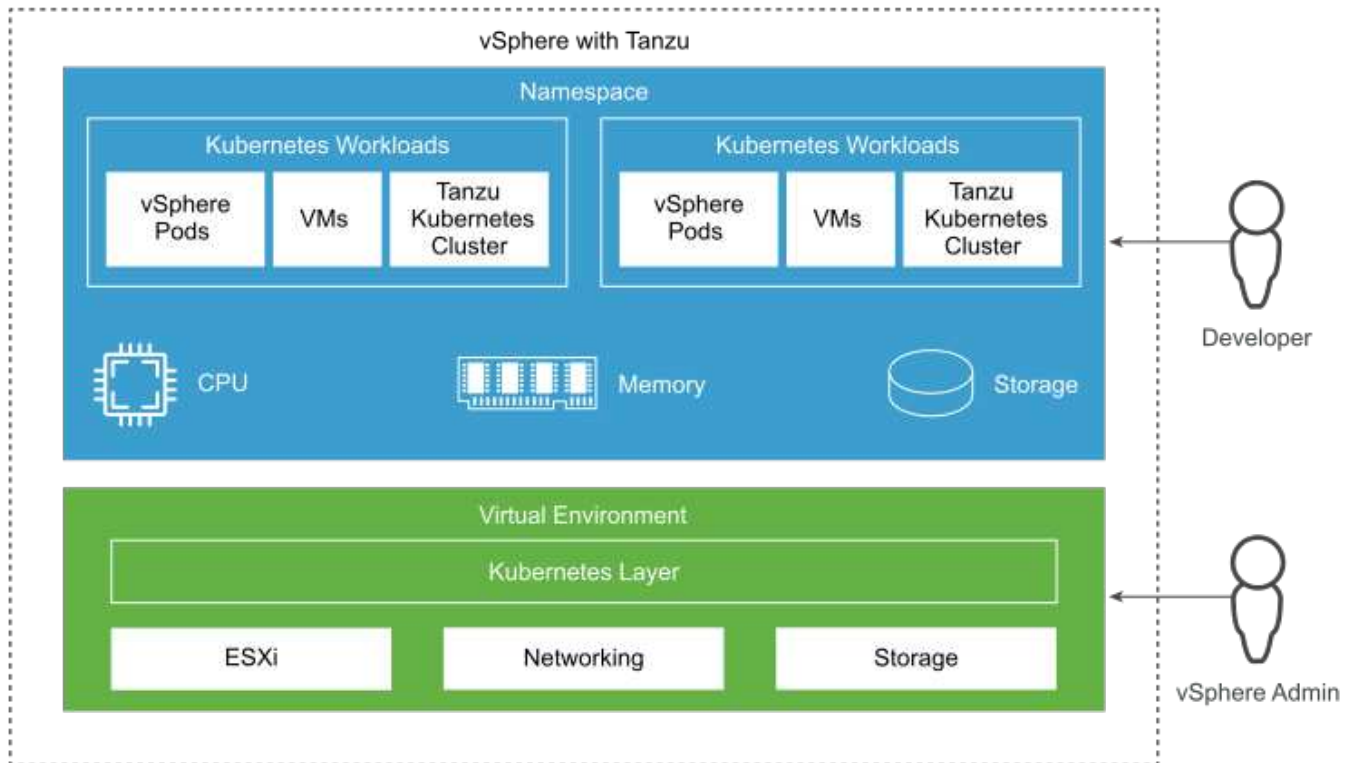 vSphere with Tanzu
Namespace
Kubernetes Workloads
vSphere
Pods
VMs
Tanzu
Kubernetes
Cluster
Kubernetes Workloads
vSphere
Pods
VMs
Tanzu
Kubernetes
Cluster
CPU
Memory
Storage
Developer
Virtual Environment
Kubernetes Layer
ESXi
Networking
Storage
vSphere Admin